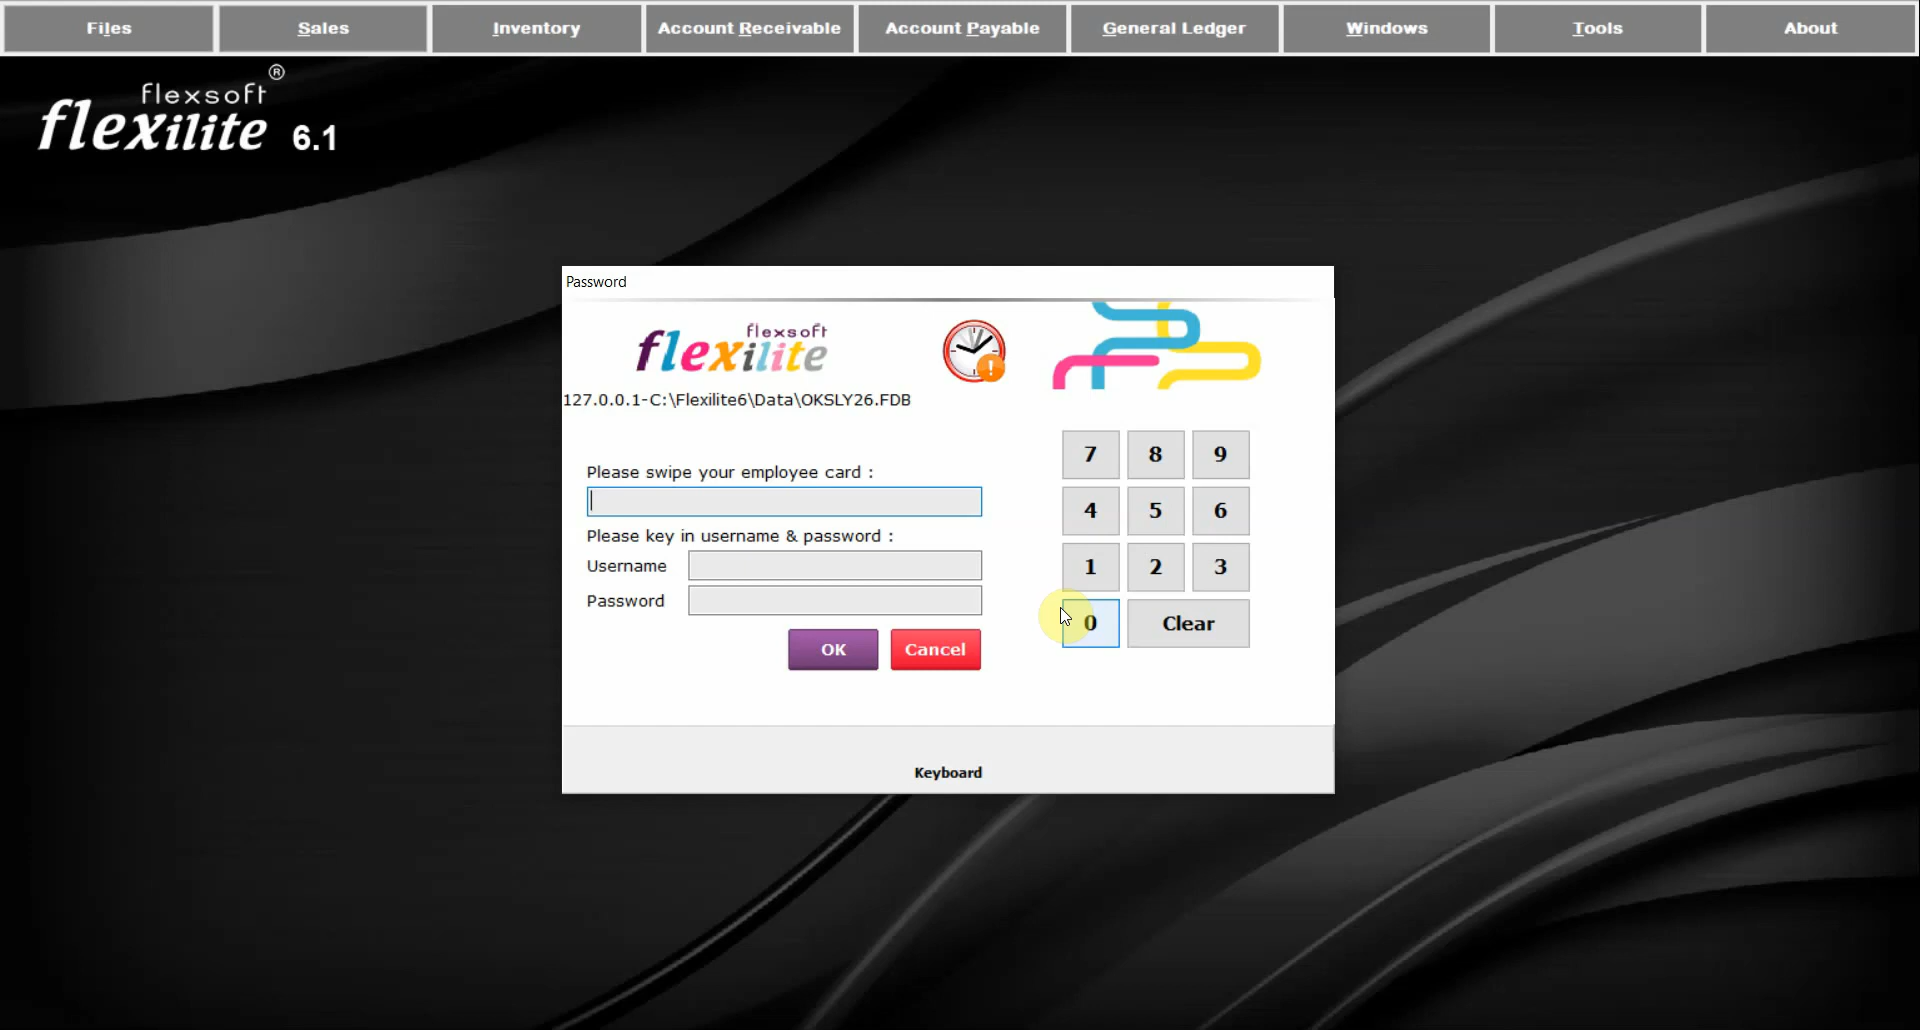 Files Sales Inventory Account Receivable Account Payable General Ledger Windows Tools About
®
flexsoft
flexilite 6.1
Password
flexsoft
flexilite
127.0.0.1-C:\Flexilite6\Data\OKSLY26.FDB
Please swipe your employee card :
Please key in username & password :
Username
Password
OK Cancel
7 8 9
4 5 6
1 2 3
0 Clear
Keyboard